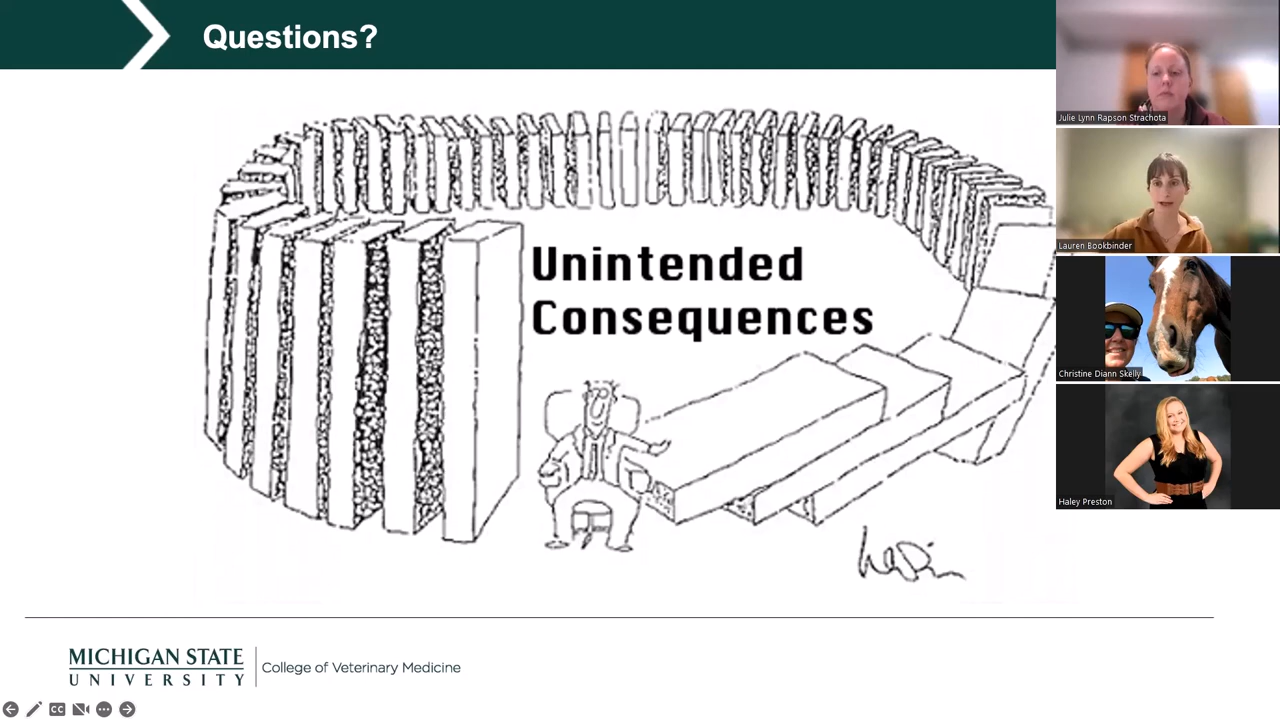 Questions?
Unintended
Consequences
MICHIGAN STATE
UNIVERSITY
College of Veterinary Medicine
Julie Lynn Rapson Strachota
Lauren Bookbinder
Christine Diann Skelly
Haley Preston
CC